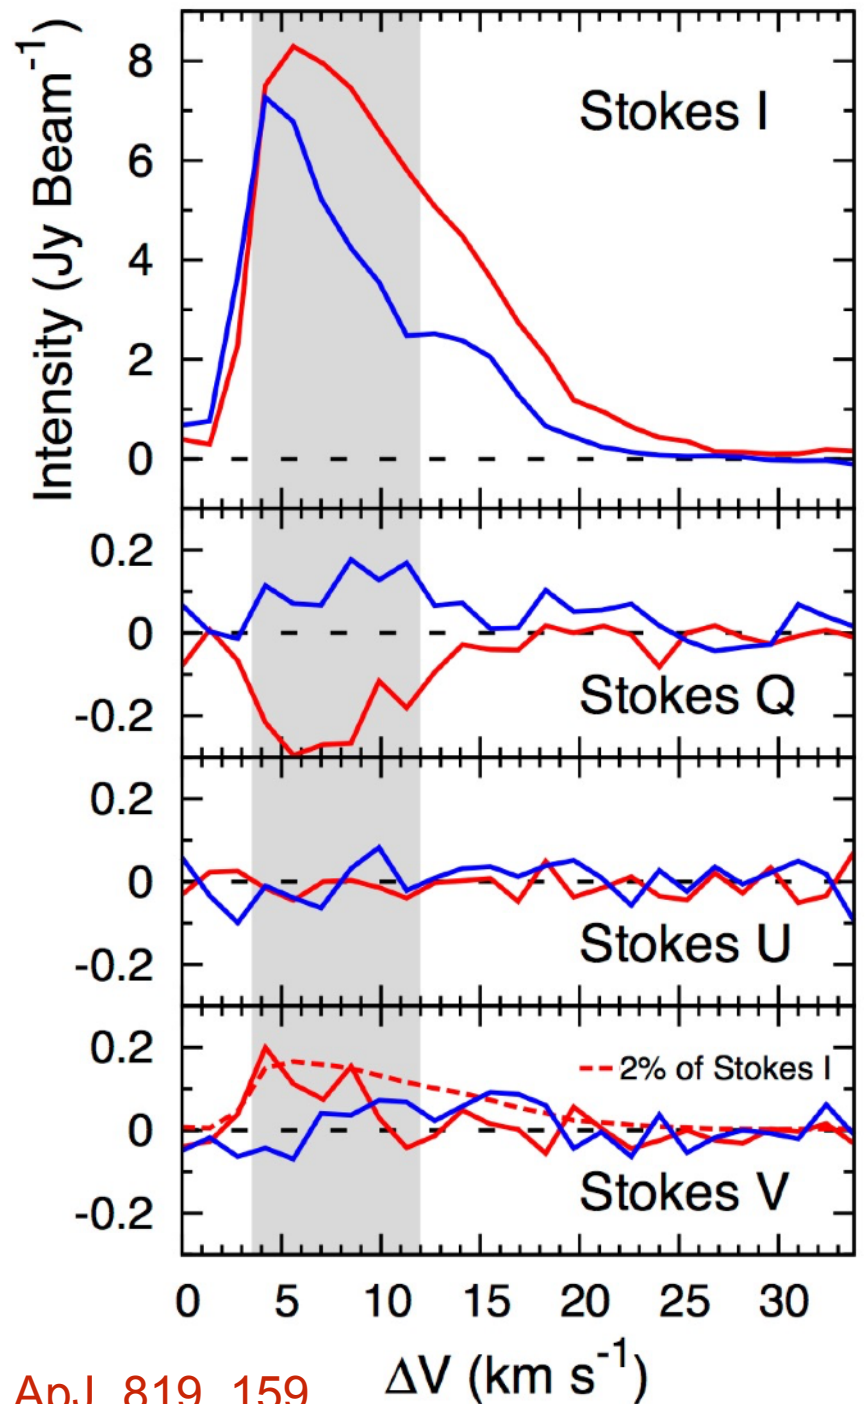 Intensity (Jy Beam-1)
8
6
4
2
0
Stokes I
0.2
0
-0.2
Stokes Q
0.2
0
-0.2
Stokes U
0.2
0
-0.2
2% of Stokes I
Stokes V
0 5 10 15 20 25 30
ΔV (km s-1)
ApJ, 819, 159